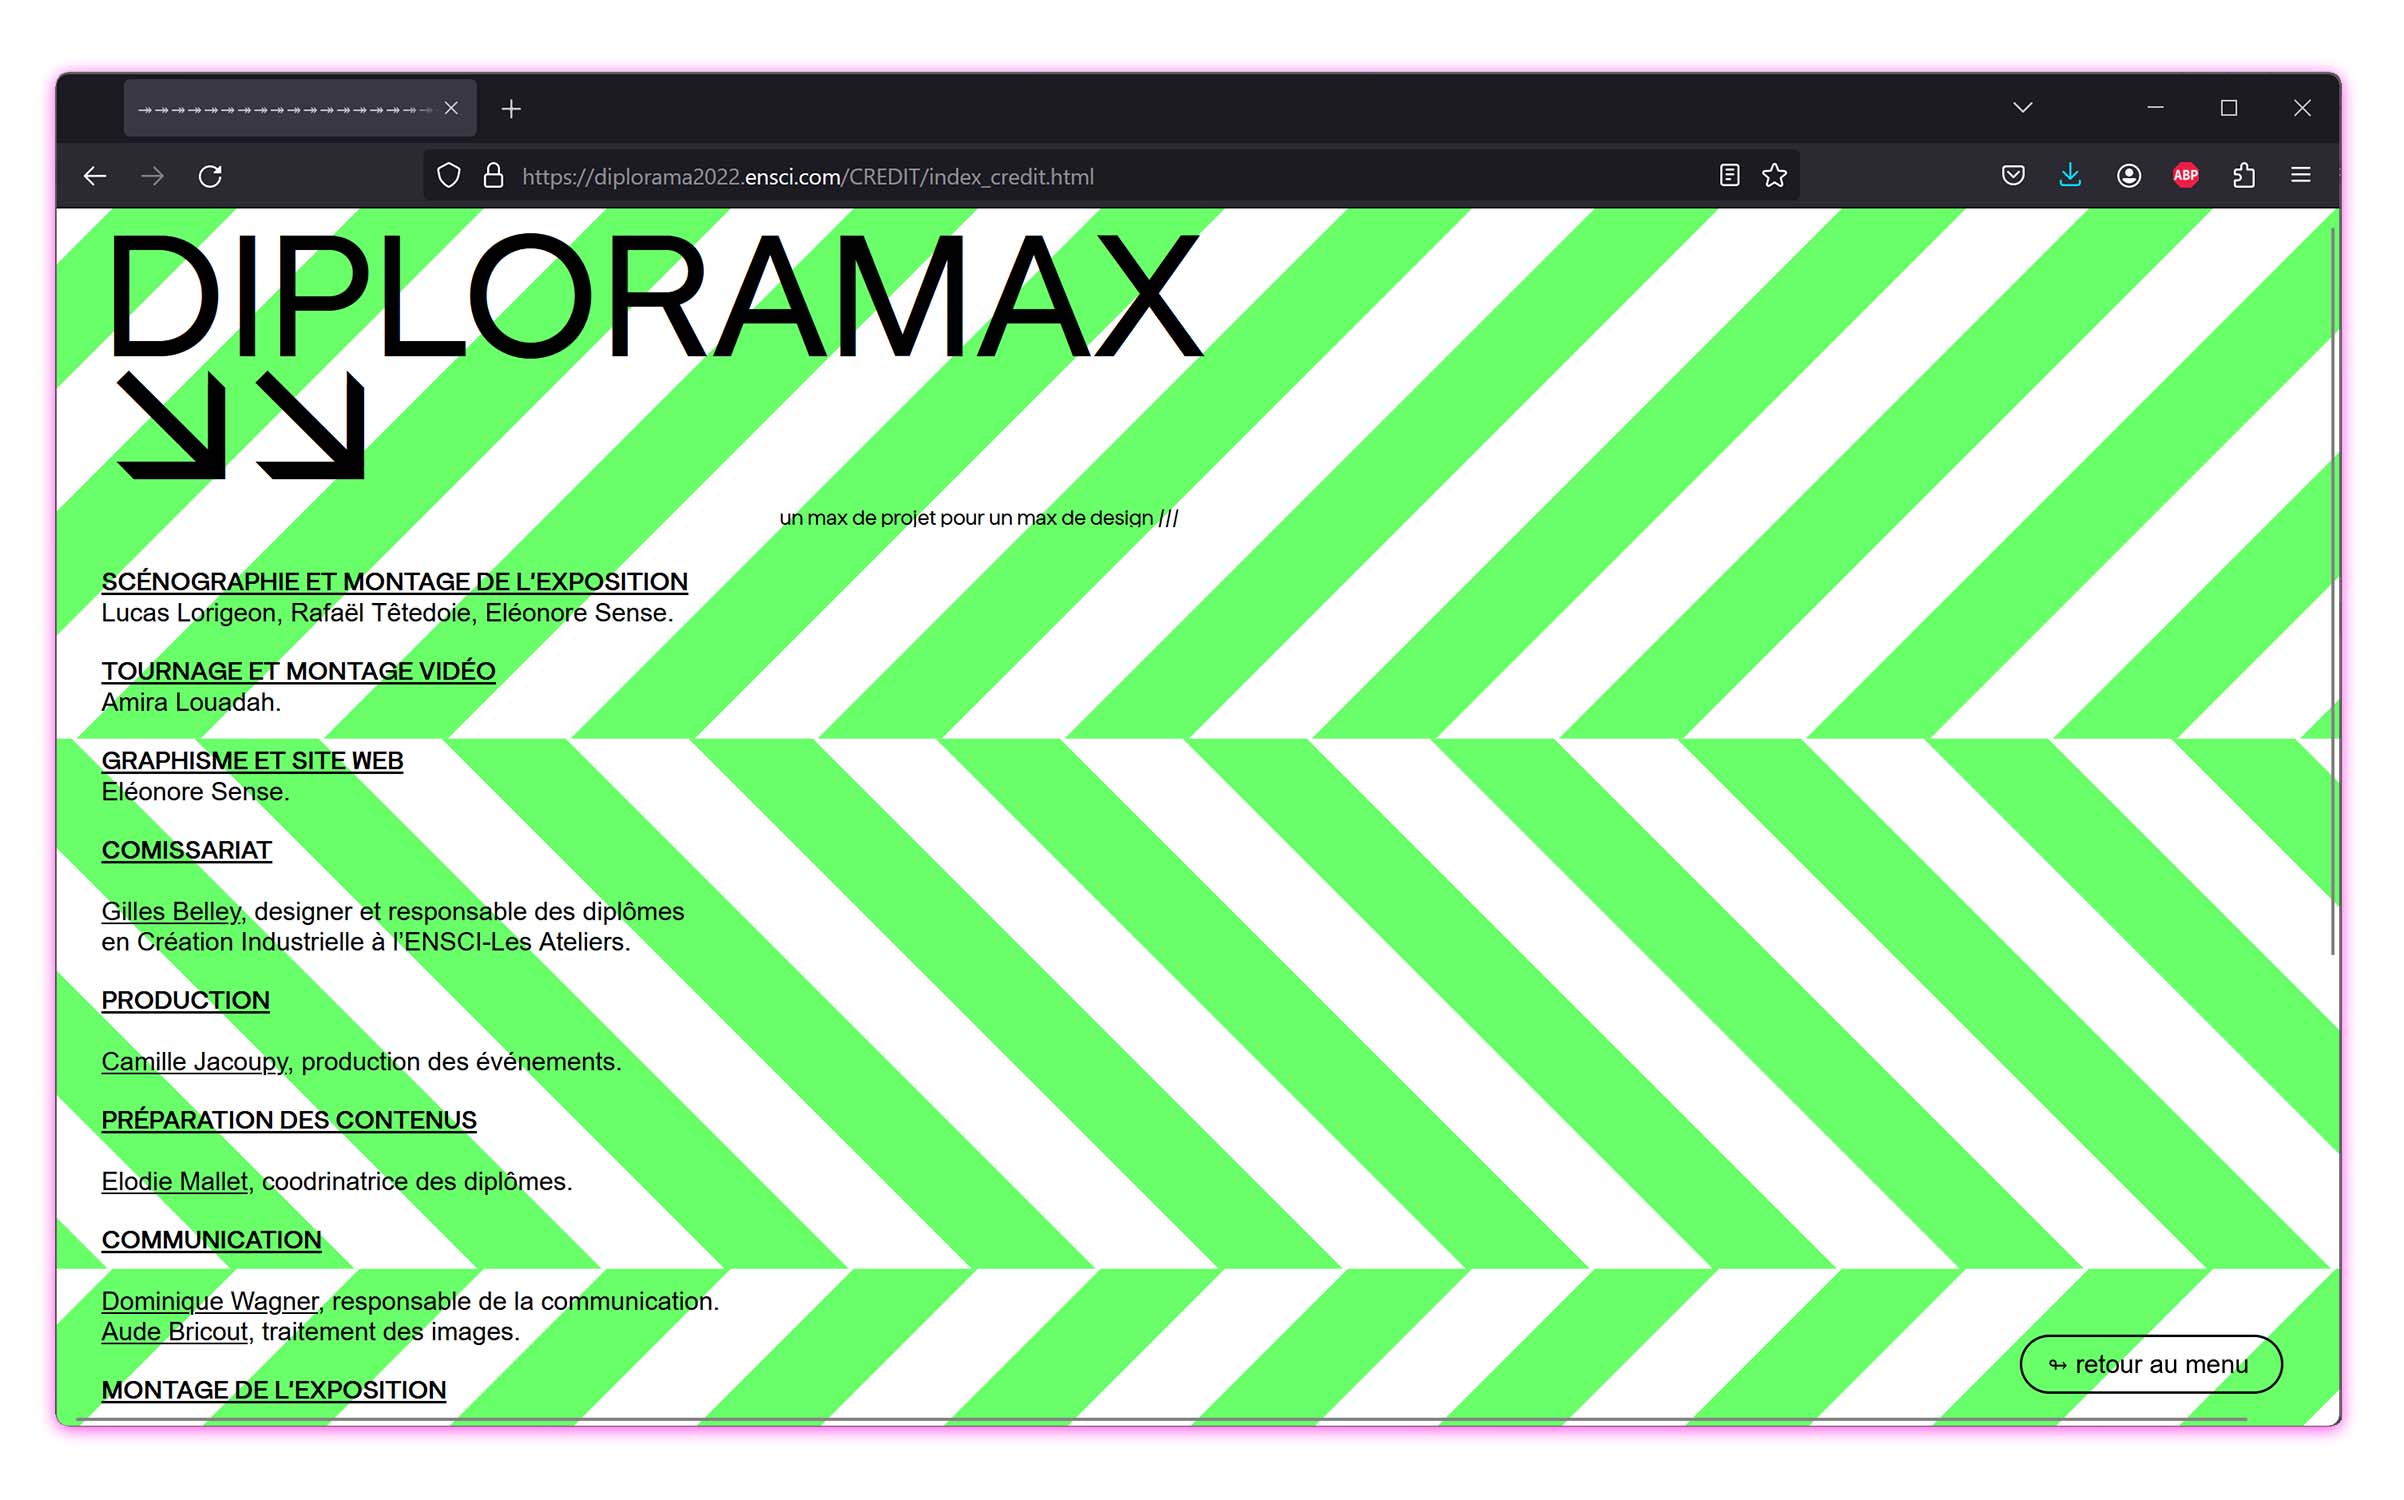 ↠↠↠↠↠↠↠↠↠↠↠↠↠↠↠↠↠↠
https://diplorama2022.ensci.com/CREDIT/index_credit.html
ABP
DIPLORAMAX
↘↘
un max de projet pour un max de design ///
SCÉNOGRAPHIE ET MONTAGE DE L'EXPOSITION
Lucas Lorigeon, Rafaël Têtedoie, Eléonore Sense.
TOURNAGE ET MONTAGE VIDÉO
Amira Louadah.
GRAPHISME ET SITE WEB
Eléonore Sense.
COMISSARIAT
Gilles Belley, designer et responsable des diplômes
en Création Industrielle à l’ENSCI-Les Ateliers.
PRODUCTION
Camille Jacoupy, production des événements.
PRÉPARATION DES CONTENUS
Elodie Mallet, coodrinatrice des diplômes.
COMMUNICATION
Dominique Wagner, responsable de la communication.
Aude Bricout, traitement des images.
MONTAGE DE L'EXPOSITION
↬ retour au menu